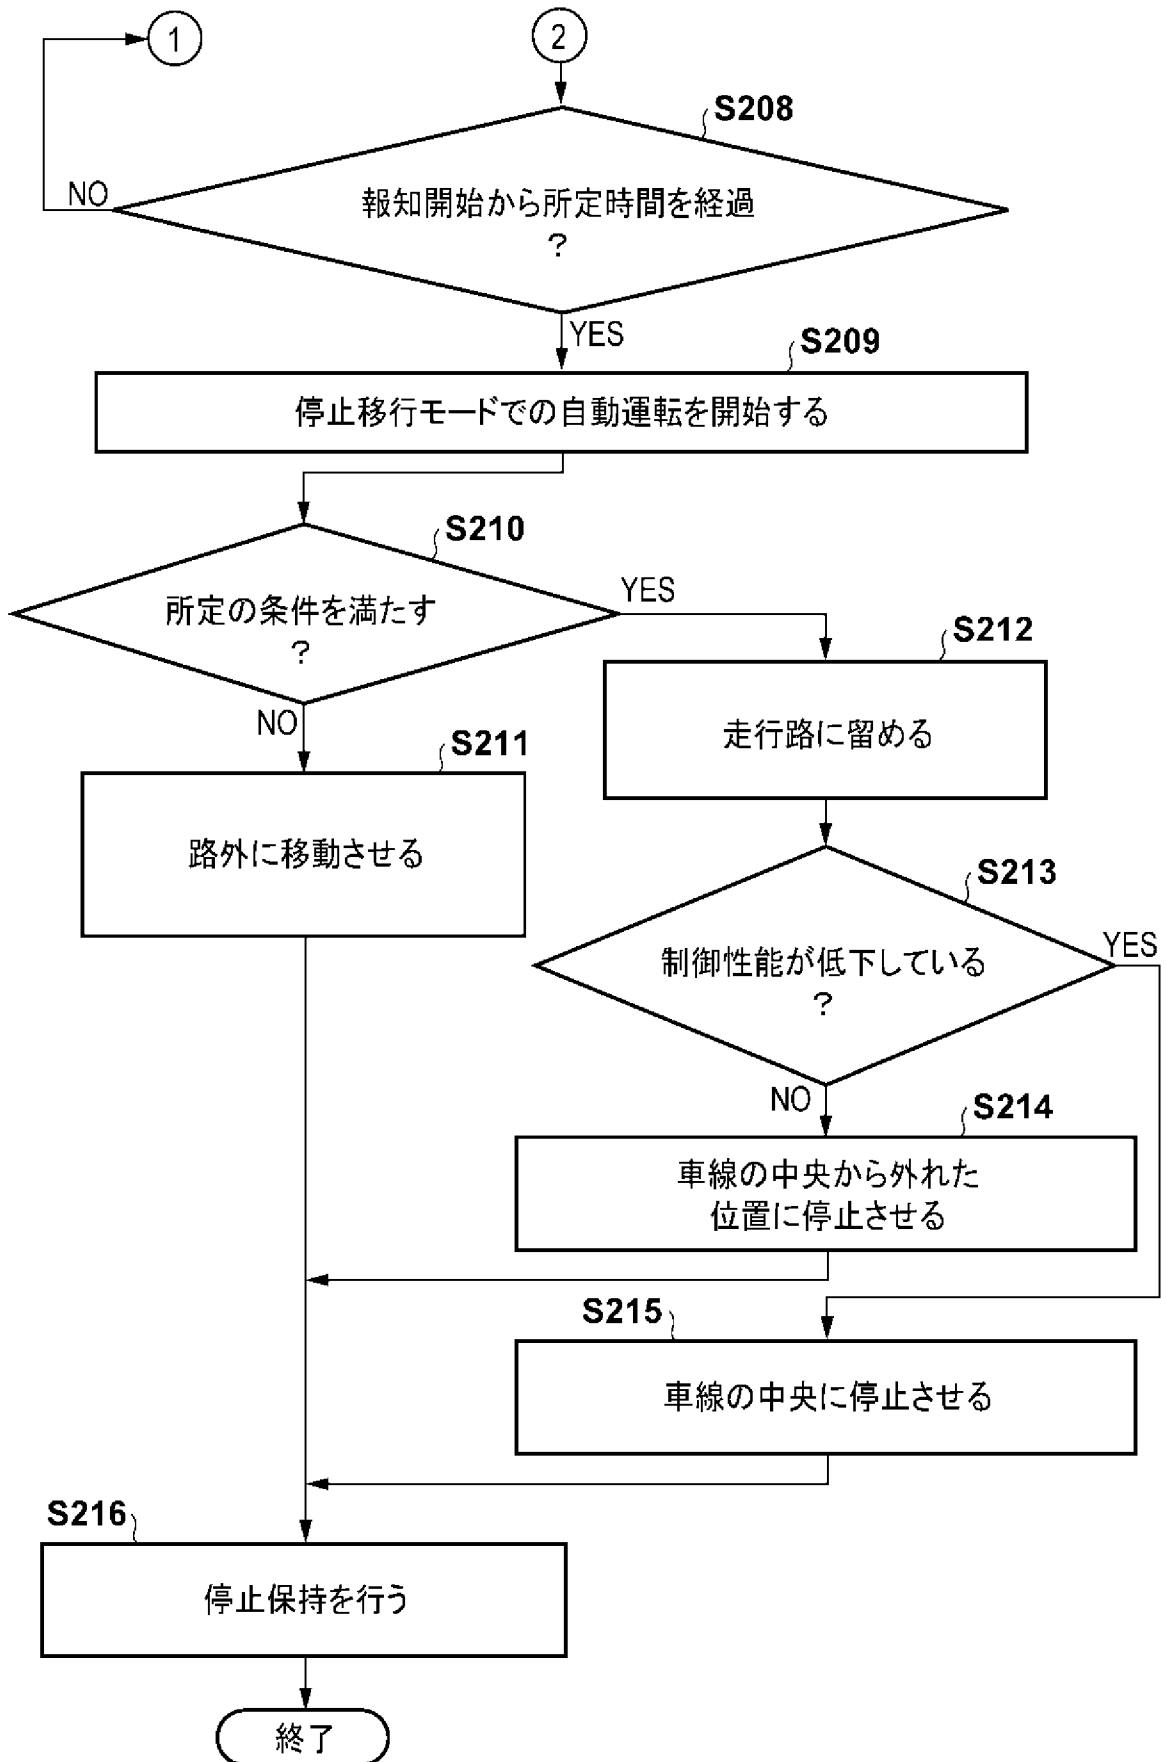 1
2
S208
NO
報知開始から所定時間を経過
?
YES
S209
停止移行モードでの自動運転を開始する
S210
所定の条件を満たす
?
YES
NO
S212
走行路に留める
S211
路外に移動させる
S213
制御性能が低下している
?
YES
NO
S214
車線の中央から外れた
位置に停止させる
S215
車線の中央に停止させる
S216
停止保持を行う
終了